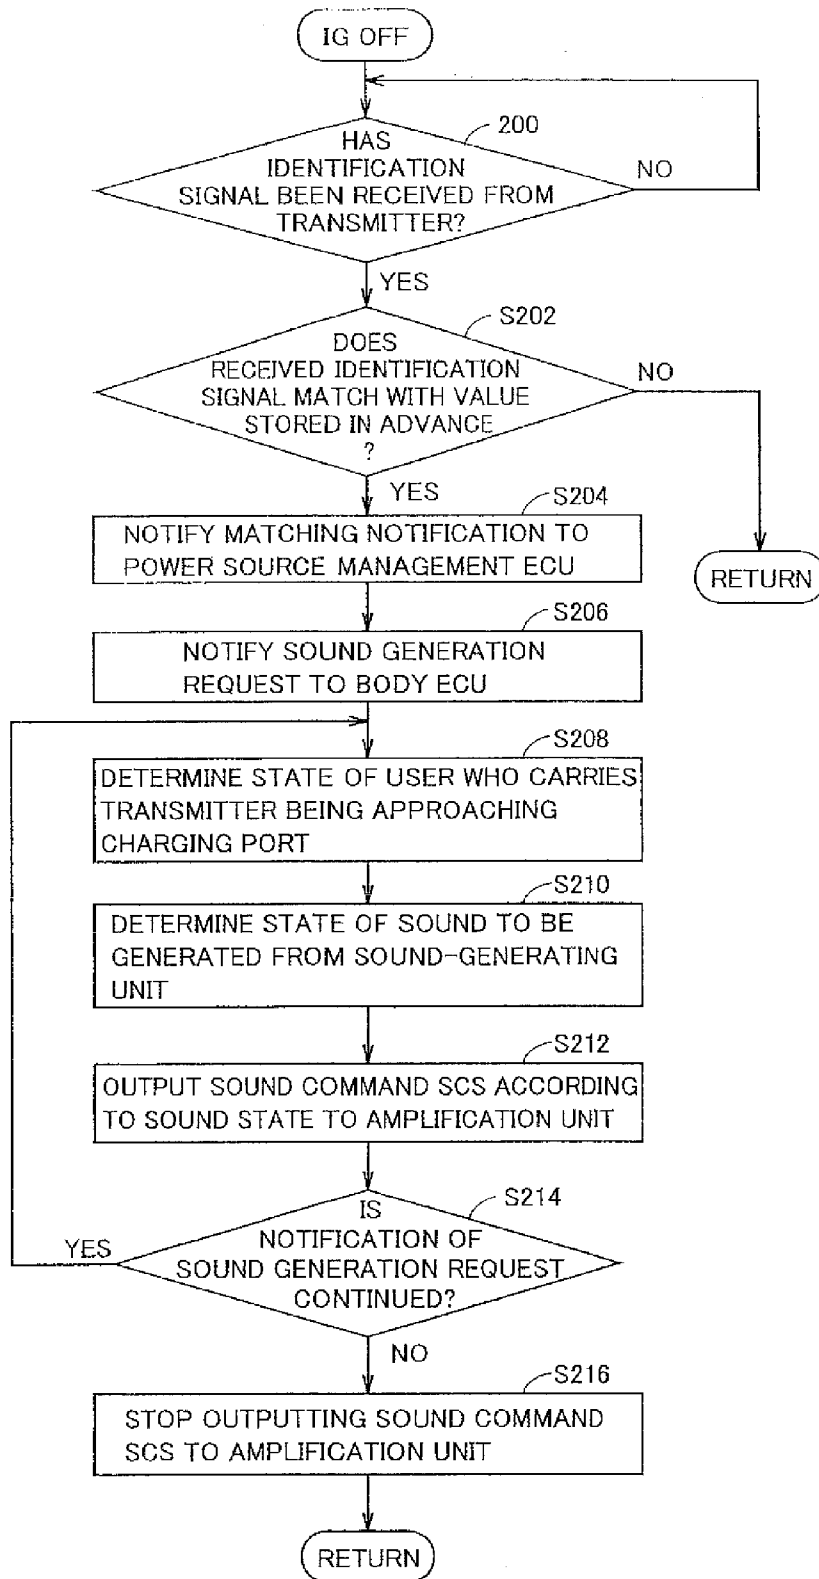 IG OFF
200
HAS
IDENTIFICATION
SIGNAL BEEN RECEIVED FROM
TRANSMITTER?
NO
YES
S202
DOES
RECEIVED IDENTIFICATION
SIGNAL MATCH WITH VALUE
STORED IN ADVANCE
?
NO
YES
S204
NOTIFY MATCHING NOTIFICATION TO
POWER SOURCE MANAGEMENT ECU
RETURN
S206
NOTIFY SOUND GENERATION
REQUEST TO BODY ECU
S208
DETERMINE STATE OF USER WHO CARRIES
TRANSMITTER BEING APPROACHING
CHARGING PORT
S210
DETERMINE STATE OF SOUND TO BE
GENERATED FROM SOUND-GENERATING
UNIT
S212
OUTPUT SOUND COMMAND SCS ACCORDING
TO SOUND STATE TO AMPLIFICATION UNIT
S214
IS
NOTIFICATION OF
SOUND GENERATION REQUEST
CONTINUED?
YES
NO
S216
STOP OUTPUTTING SOUND COMMAND
SCS TO AMPLIFICATION UNIT
RETURN